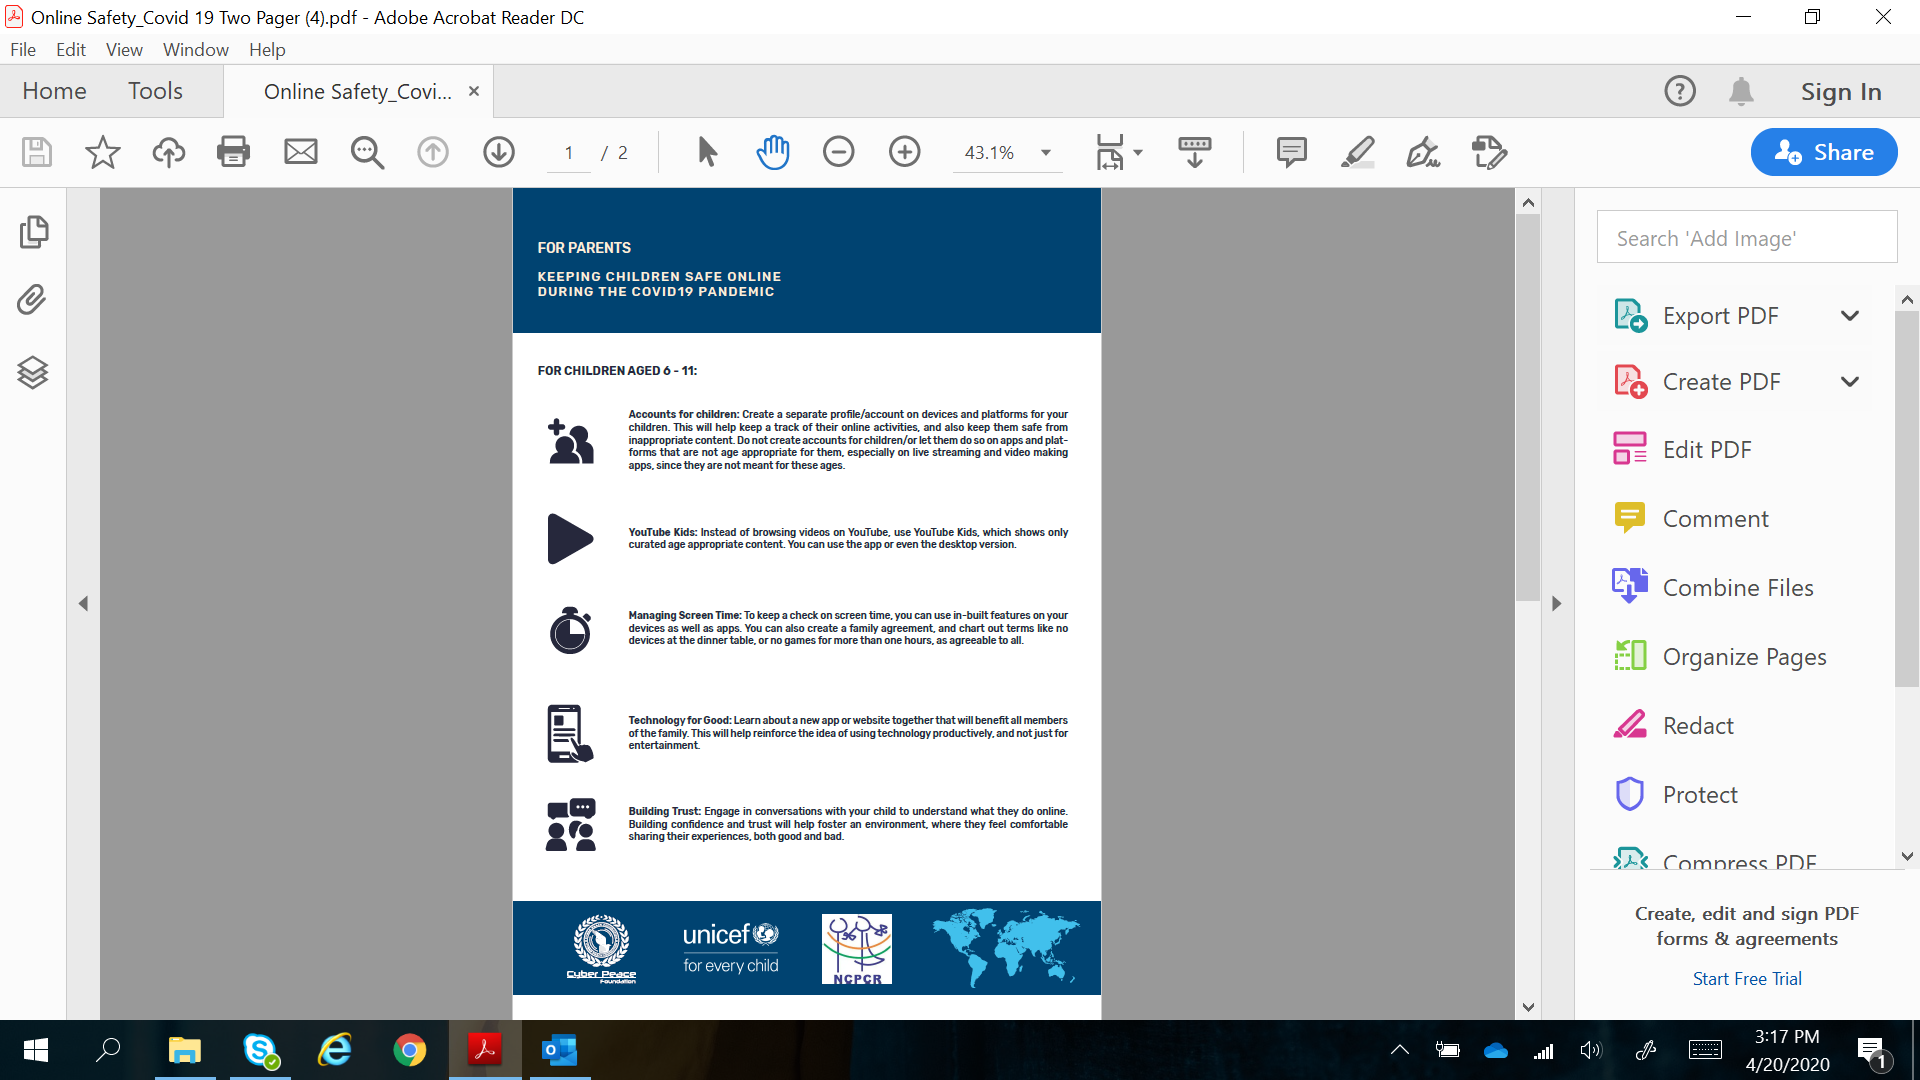 Online Safety_Covid 19 Two Pager (4).pdf - Adobe Acrobat Reader DC
File Edit View Window Help
Home Tools Online Safety_Covi... × ? Sign In
1 / 2 43.1% Share
FOR PARENTS
KEEPING CHILDREN SAFE ONLINE
DURING THE COVID19 PANDEMIC
FOR CHILDREN AGED 6 - 11:
Accounts for children: Create a separate profile/account on devices and platforms for your
children. This will help keep a track of their online activities, and also keep them safe from
inappropriate content. Do not create accounts for children/or let them do so on apps and plat-
forms that are not age appropriate for them, especially on live streaming and video making
apps, since they are not meant for these ages.
YouTube Kids: Instead of browsing videos on YouTube, use YouTube Kids, which shows only
curated age appropriate content. You can use the app or even the desktop version.
Managing Screen Time: To keep a check on screen time, you can use in-built features on your
devices as well as apps. You can also create a family agreement, and chart out terms like no
devices at the dinner table, or no games for more than one hours, as agreeable to all.
Technology for Good: Learn about a new app or website together that will benefit all members
of the family. This will help reinforce the idea of using technology productively, and not just for
entertainment.
Building Trust: Engage in conversations with your child to understand what they do online.
Building confidence and trust will help foster an environment, where they feel comfortable
sharing their experiences, both good and bad.
Cyber Peace
Foundation
unicef
for every child
NCPCR
Search 'Add Image'
Export PDF
Create PDF
Edit PDF
Comment
Combine Files
Organize Pages
Redact
Protect
Compress PDF
Create, edit and sign PDF
forms & agreements
Start Free Trial
3:17 PM
4/20/2020
1